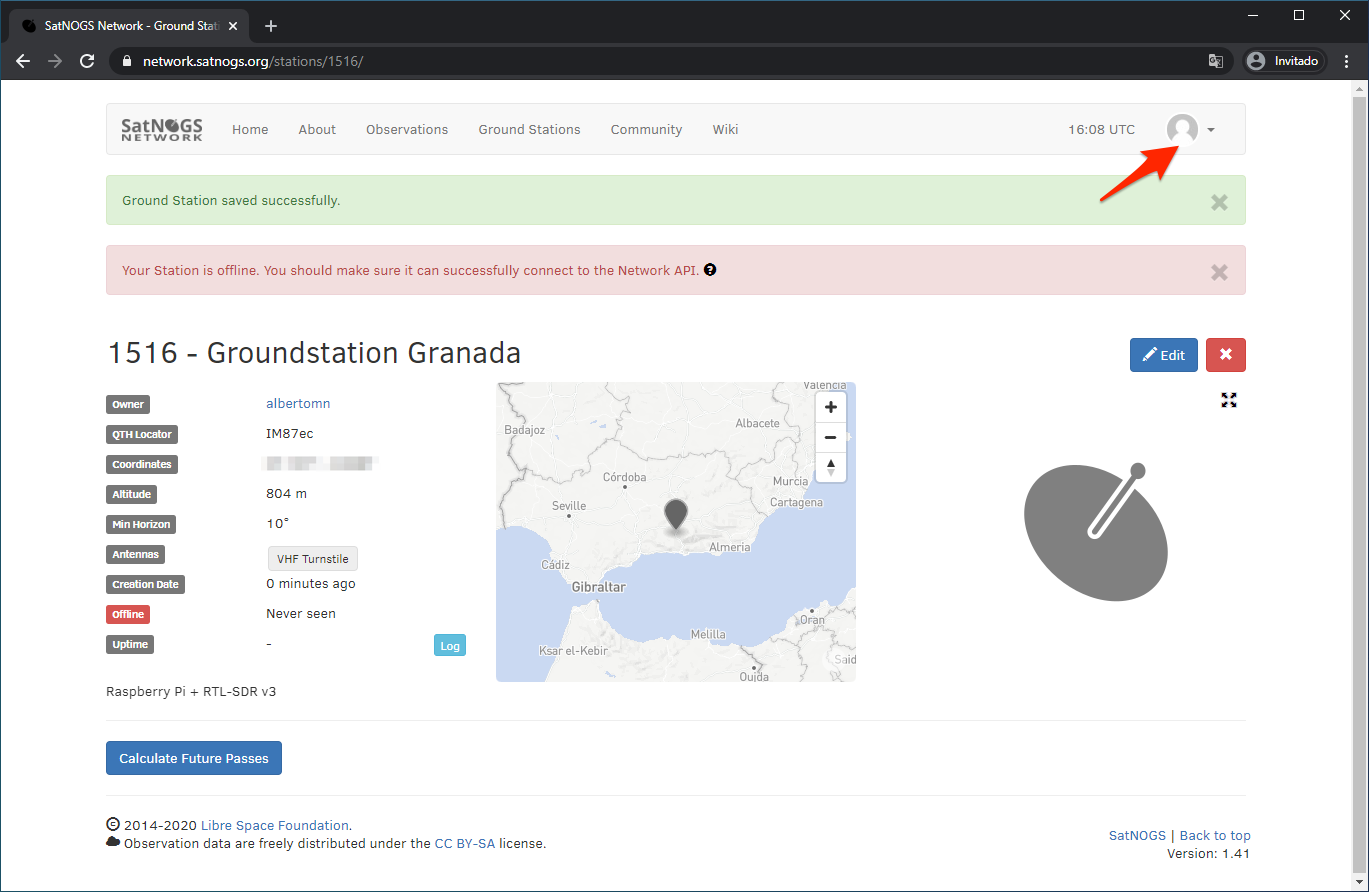 SatNOGS Network - Ground Stati
network.satnogs.org/stations/1516/
Invitado
SatNOGS NETWORK
Home
About
Observations
Ground Stations
Community
Wiki
16:08 UTC
Ground Station saved successfully.
Your Station is offline. You should make sure it can successfully connect to the Network API.
1516 - Groundstation Granada
Edit
Owner albertomn
QTH Locator IM87ec
Coordinates
Altitude 804 m
Min Horizon 10°
Antennas VHF Turnstile
Creation Date 0 minutes ago
Offline Never seen
Uptime - Log
Valencia
Badajoz
Albacete
Córdoba
Murcia
Seville
Cartagena
Almeria
Cádiz
Gibraltar
Oran
Melilla
Ksar el-Kebir
Said
Oujda
Raspberry Pi + RTL-SDR v3
Calculate Future Passes
© 2014-2020 Libre Space Foundation.
Observation data are freely distributed under the CC BY-SA license.
SatNOGS | Back to top
Version: 1.41